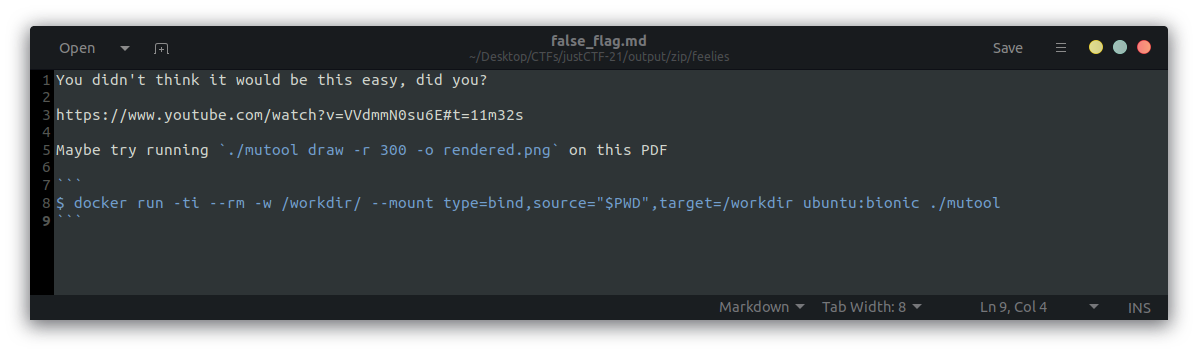 Open
false_flag.md
~/Desktop/CTFs/justCTF-21/output/zip/feelies
Save
1 You didn't think it would be this easy, did you?
2
3 https://www.youtube.com/watch?v=VVdmmN0su6E#t=11m32s
4
5 Maybe try running `./mutool draw -r 300 -o rendered.png` on this PDF
6
7 ```
8 $ docker run -ti --rm -w /workdir/ --mount type=bind,source="$PWD",target=/workdir ubuntu:bionic ./mutool
9 ```
Markdown Tab Width: 8 Ln 9, Col 4 INS